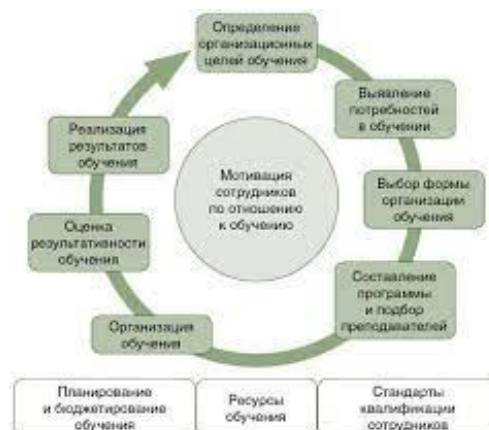 Определение
организационных
целей обучения
Выявление
потребностей
в обучении
Выбор формы
организации
обучения
Составление
программы
и подбор
преподавателей
Организация
обучения
Оценка
результативности
обучения
Реализация
результатов
обучения
Мотивация
сотрудников
по отношению
к обучению
Планирование
и бюджетирование
обучения
Ресурсы
обучения
Стандарты
квалификации
сотрудников